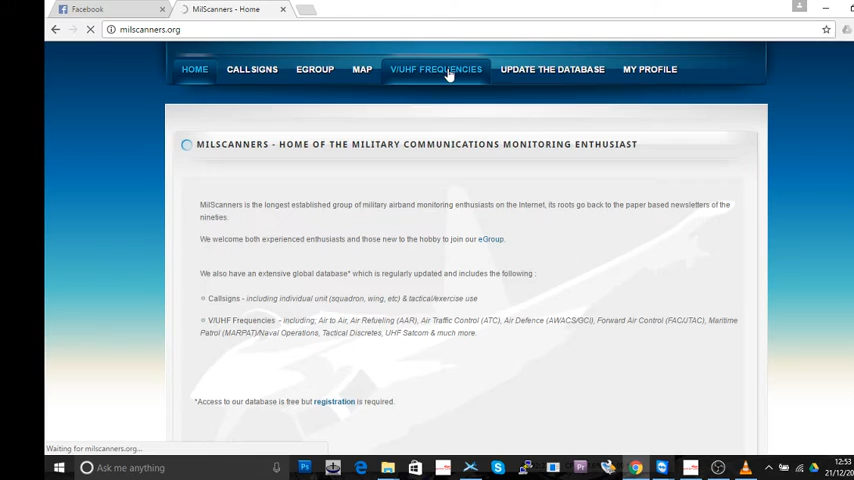 Facebook
MilScanners - Home
milscanners.org
HOME CALLSIGNS EGROUP MAP V/UHF FREQUENCIES UPDATE THE DATABASE MY PROFILE
MILSCANNERS - HOME OF THE MILITARY COMMUNICATIONS MONITORING ENTHUSIAST
MilScanners is the longest established group of military airband monitoring enthusiasts on the Internet, its roots go back to the paper based newsletters of the
nineties.
We welcome both experienced enthusiasts and those new to the hobby to join our eGroup.
We also have an extensive global database* which is regularly updated and includes the following :
Callsigns - including individual unit (squadron, wing, etc) & tactical/exercise use
V/UHF Frequencies - including; Air to Air, Air Refueling (AAR), Air Traffic Control (ATC), Air Defence (AWACS/GCI), Forward Air Control (FAC/JTAC), Maritime
Patrol (MARPAT)/Naval Operations, Tactical Discretes, UHF Satcom & much more.
*Access to our database is free but registration is required.
Waiting for milscanners.org...
Ask me anything
12:53
21/12/20